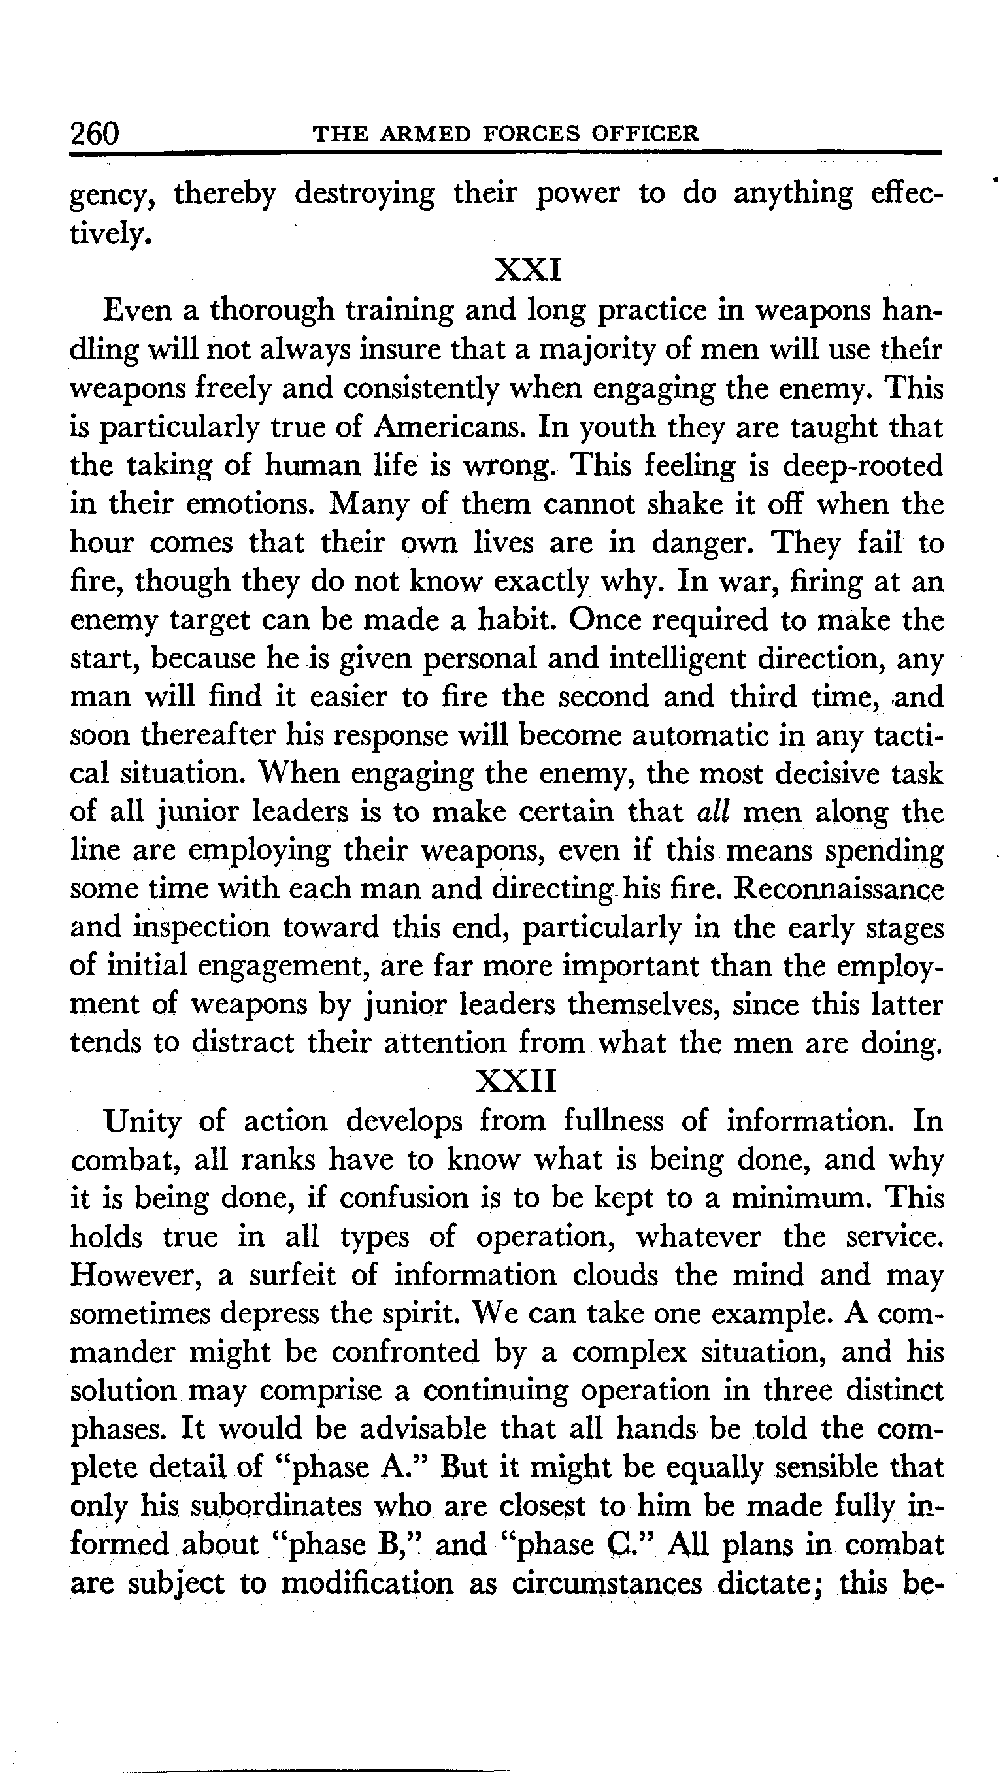 260 THE ARMED FORCES OFFICER
gency, thereby destroying their power to do anything effec-
tively.
XXI
Even a thorough training and long practice in weapons han-
dling will not always insure that a majority of men will use their
weapons freely and consistently when engaging the enemy. This
is particularly true of Americans. In youth they are taught that
the taking of human life is wrong. This feeling is deep-rooted
in their emotions. Many of them cannot shake it off when the
hour comes that their own lives are in danger. They fail to
fire, though they do not know exactly why. In war, firing at an
enemy target can be made a habit. Once required to make the
start, because he is given personal and intelligent direction, any
man will find it easier to fire the second and third time, and
soon thereafter his response will become automatic in any tacti-
cal situation. When engaging the enemy, the most decisive task
of all junior leaders is to make certain that all men along the
line are employing their weapons, even if this means spending
some time with each man and directing his fire. Reconnaissance
and inspection toward this end, particularly in the early stages
of initial engagement, are far more important than the employ-
ment of weapons by junior leaders themselves, since this latter
tends to distract their attention from what the men are doing.
XXII
Unity of action develops from fullness of information. In
combat, all ranks have to know what is being done, and why
it is being done, if confusion is to be kept to a minimum. This
holds true in all types of operation, whatever the service.
However, a surfeit of information clouds the mind and may
sometimes depress the spirit. We can take one example. A com-
mander might be confronted by a complex situation, and his
solution may comprise a continuing operation in three distinct
phases. It would be advisable that all hands be told the com-
plete detail of “phase A.” But it might be equally sensible that
only his subordinates who are closest to him be made fully in-
formed about “phase B,” and “phase C.” All plans in combat
are subject to modification as circumstances dictate; this be-